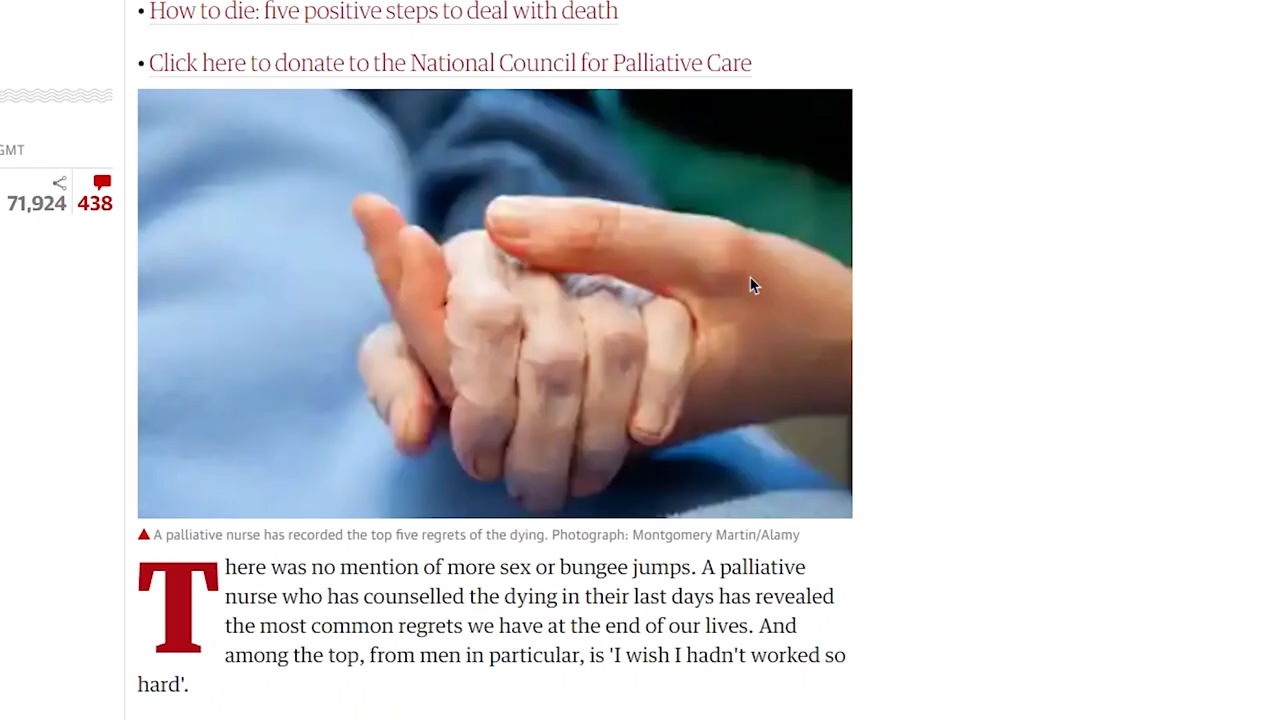 • How to die: five positive steps to deal with death
• Click here to donate to the National Council for Palliative Care
GMT
71,924 438
▲ A palliative nurse has recorded the top five regrets of the dying. Photograph: Montgomery Martin/Alamy
There was no mention of more sex or bungee jumps. A palliative
nurse who has counselled the dying in their last days has revealed
the most common regrets we have at the end of our lives. And
among the top, from men in particular, is 'I wish I hadn't worked so
hard'.